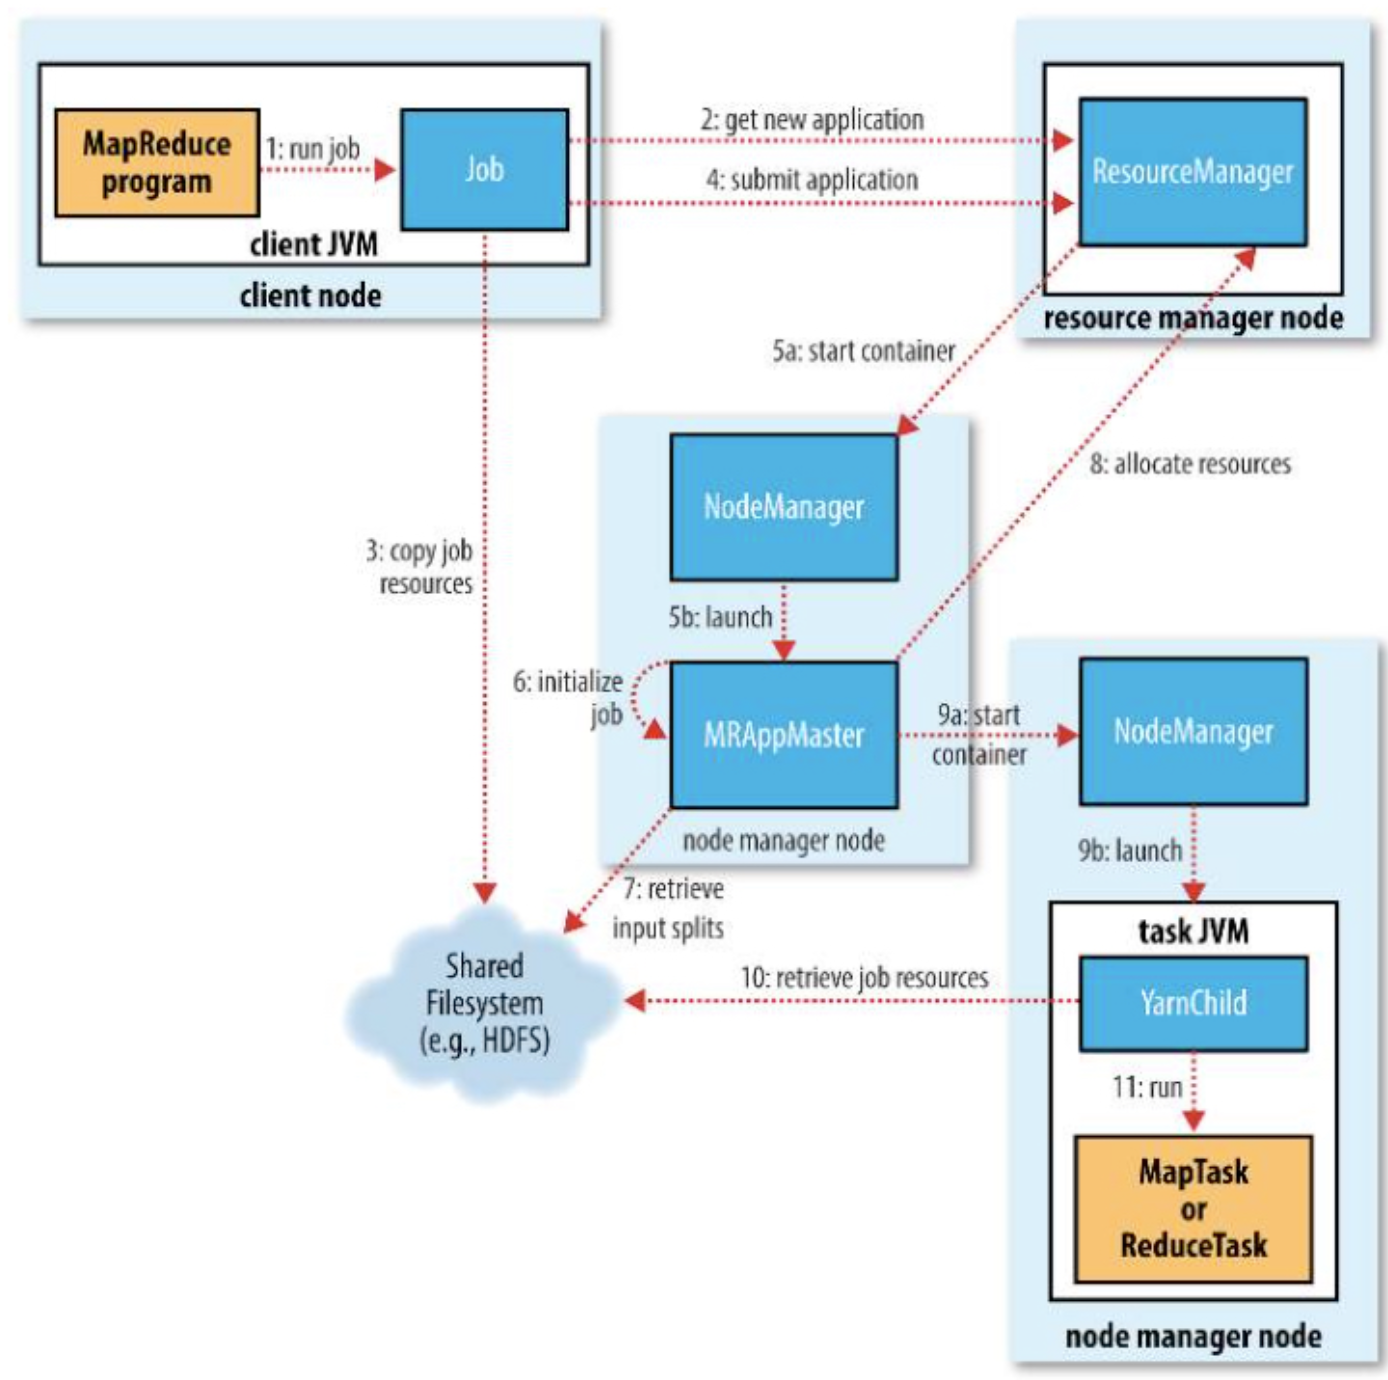 MapReduce
program
1: run job
Job
client JVM
client node
2: get new application
4: submit application
ResourceManager
resource manager node
5a: start container
8: allocate resources
3: copy job
resources
NodeManager
5b: launch
6: initialize
job
MRAppMaster
node manager node
9a: start
container
NodeManager
9b: launch
7: retrieve
input splits
Shared
Filesystem
(e.g., HDFS)
10: retrieve job resources
task JVM
YarnChild
11: run
MapTask
or
ReduceTask
node manager node